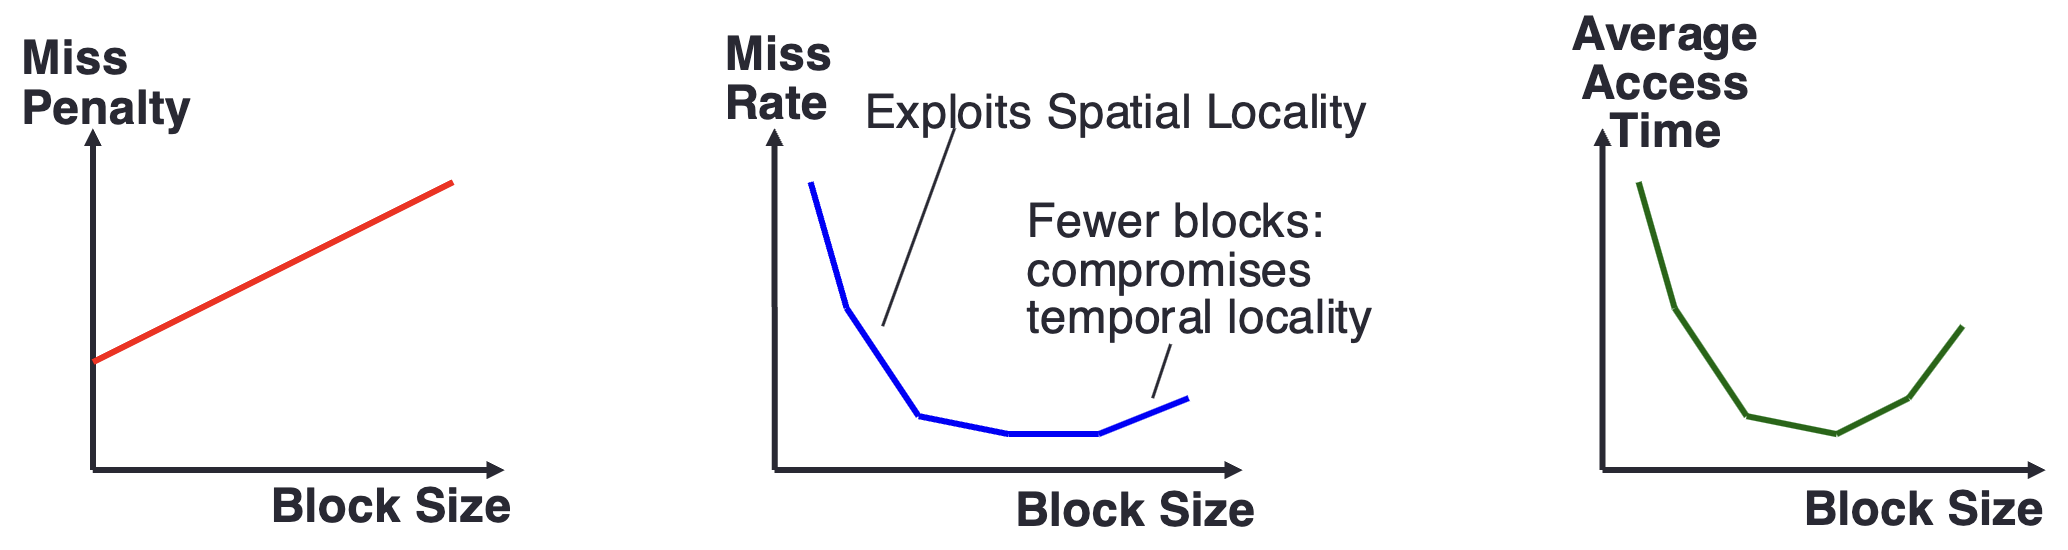 Miss
Penalty
Block Size
Miss
Rate
Exploits Spatial Locality
Fewer blocks:
compromises
temporal locality
Block Size
Average
Access
Time
Block Size